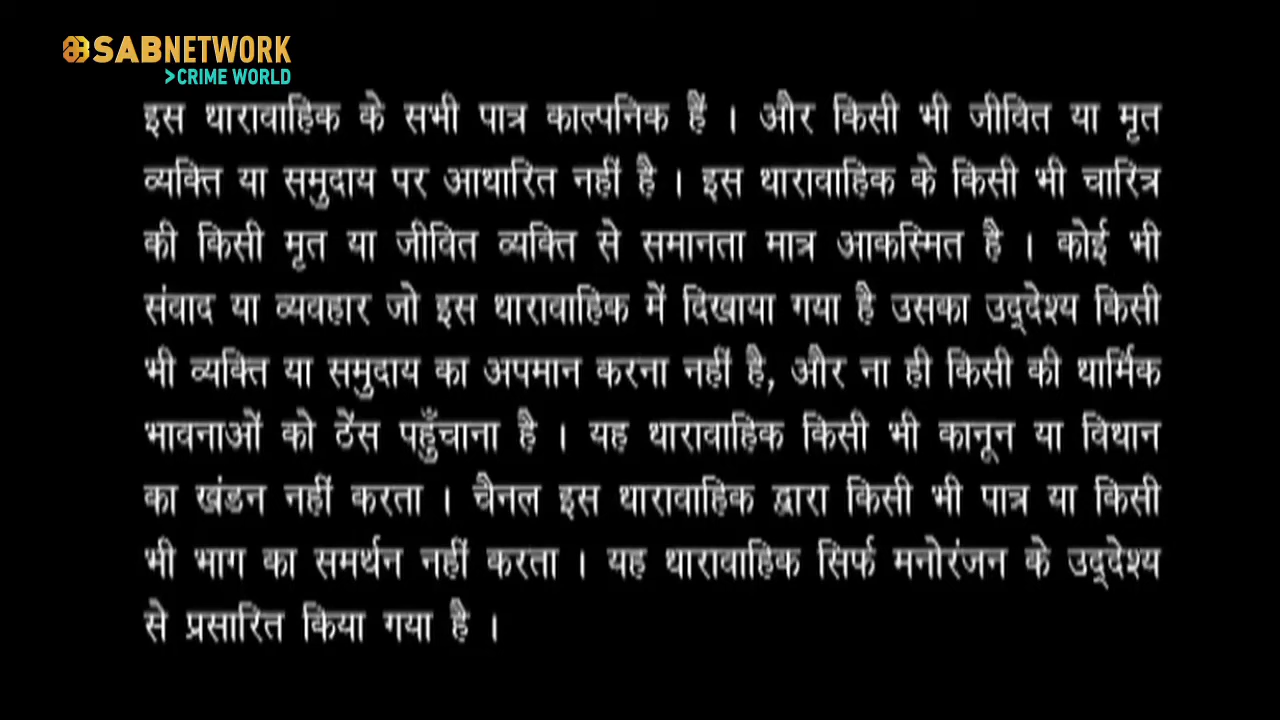 SABNETWORK
>CRIME WORLD
इस धारावाहिक के सभी पात्र काल्पनिक हैं । और किसी भी जीवित या मृत
व्यक्ति या समुदाय पर आधारित नहीं है । इस धारावाहिक के किसी भी चारित्र
की किसी मृत या जीवित व्यक्ति से समानता मात्र आकस्मित है । कोई भी
संवाद या व्यवहार जो इस धारावाहिक में दिखाया गया है उसका उद्देश्य किसी
भी व्यक्ति या समुदाय का अपमान करना नहीं है, और ना ही किसी की धार्मिक
भावनाओं को ठेंस पहुँचाना है । यह धारावाहिक किसी भी कानून या विधान
का खंडन नहीं करता । चैनल इस धारावाहिक द्वारा किसी भी पात्र या किसी
भी भाग का समर्थन नहीं करता । यह धारावाहिक सिर्फ मनोरंजन के उद्देश्य
से प्रसारित किया गया है ।